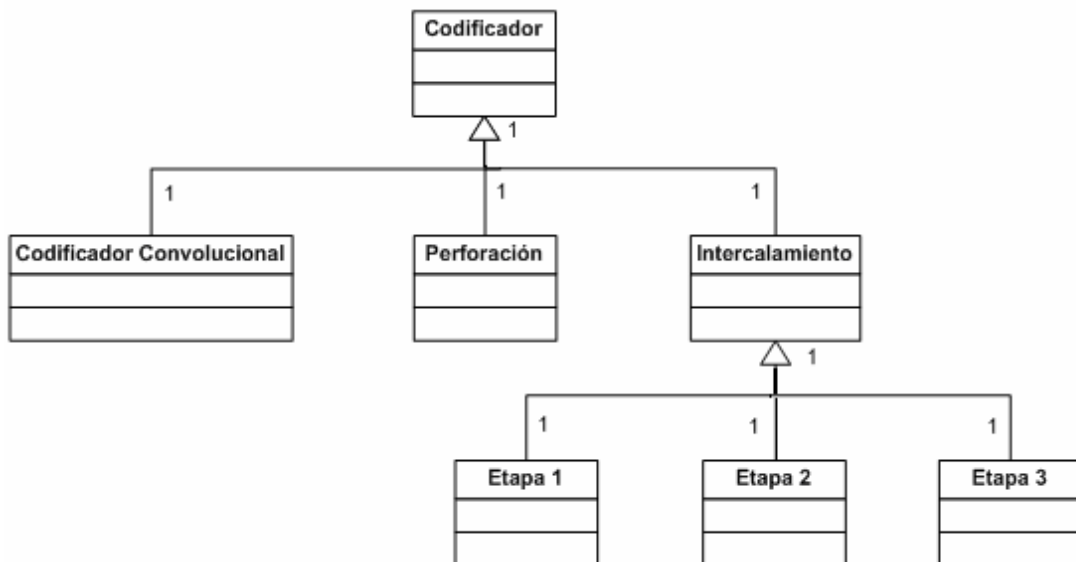 Codificador
1
1
1
1
Codificador Convolucional
Perforación
Intercalamiento
1
1
1
1
Etapa 1
Etapa 2
Etapa 3